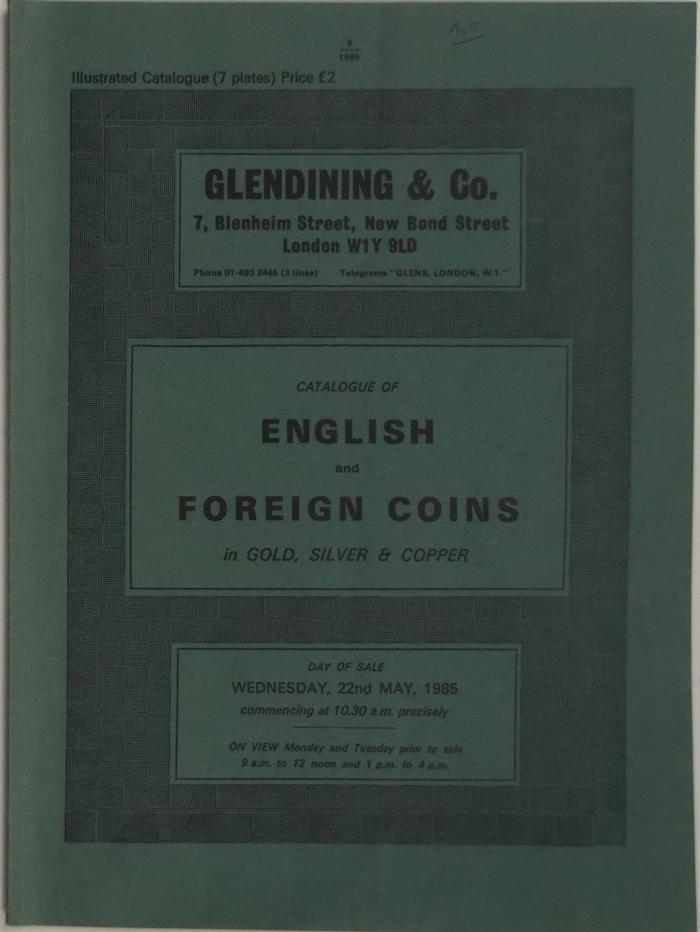 5
1985
Illustrated Catalogue (7 plates) Price £2
GLENDINING & Co.
7, Blenheim Street, New Bond Street
London W1Y 9LD
Phone 01-493 2445 (3 lines) Telegrams "GLENS, LONDON, W.1."
CATALOGUE OF
ENGLISH
and
FOREIGN COINS
in GOLD, SILVER & COPPER
DAY OF SALE
WEDNESDAY, 22nd MAY, 1985
commencing at 10.30 a.m. precisely
ON VIEW Monday and Tuesday prior to sale
9 a.m. to 12 noon and 1 p.m. to 4 p.m.